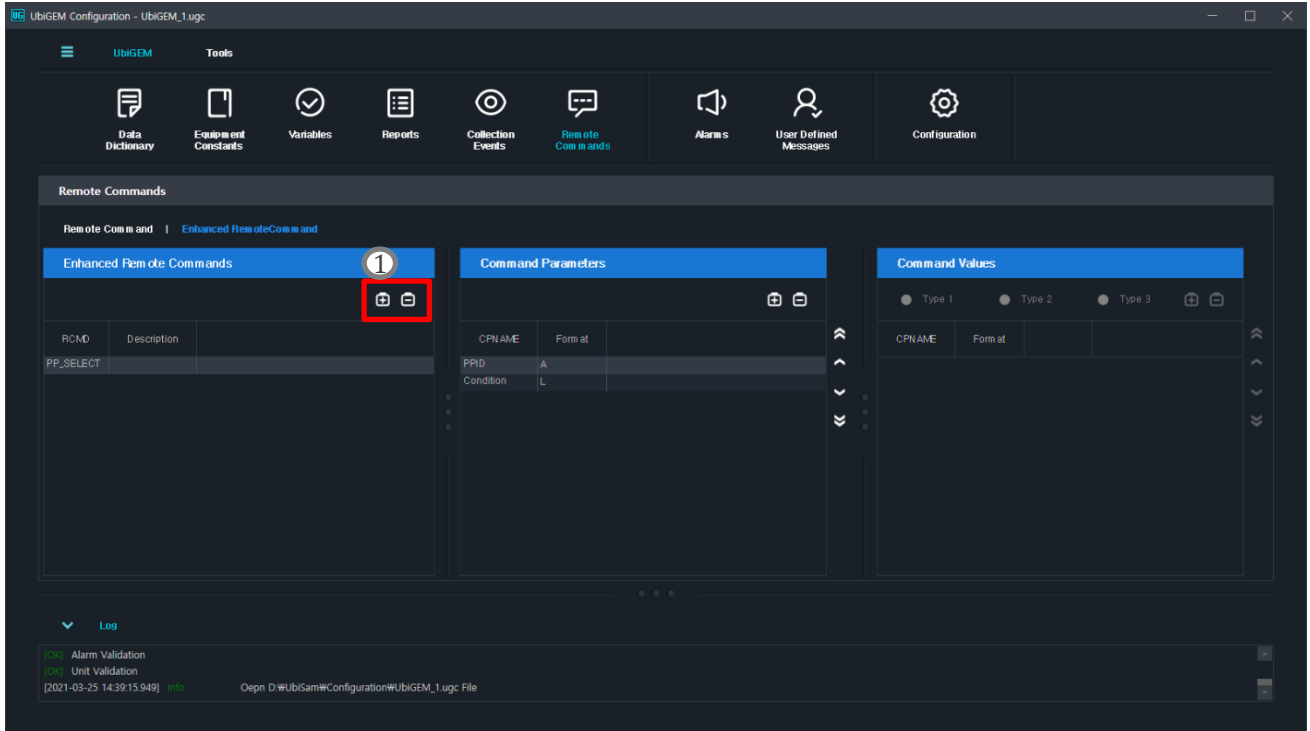 UG UbiGEM Configuration - UbiGEM_1.ugc
UbiGEM Tools
Data Dictionary
Equipment Constants
Variables
Reports
Collection Events
Remote Commands
Alarms
User Defined Messages
Configuration
Remote Commands
Remote Command | Enhanced RemoteCommand
Enhanced Remote Commands
1
RCMD Description
PP_SELECT
Command Parameters
CPNAME Format
PPID A
Condition L
Command Values
Type 1 Type 2 Type 3
CPNAME Format
Log
[OK] Alarm Validation
[OK] Unit Validation
[2021-03-25 14:39:15.949] Info Oepn D:₩UbiSam₩Configuration₩UbiGEM_1.ugc File